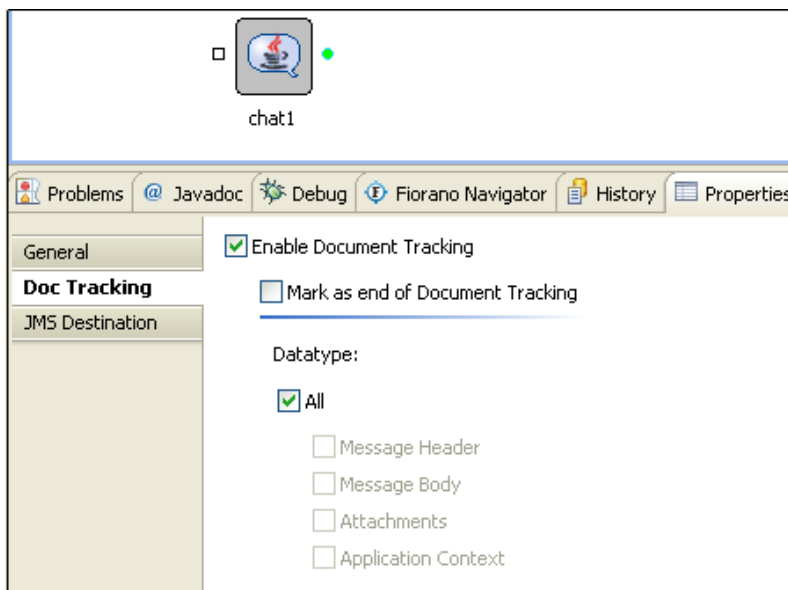 chat1
Problems @ Javadoc Debug Fiorano Navigator History Properties
General
Doc Tracking
JMS Destination
Enable Document Tracking
Mark as end of Document Tracking
Datatype:
All
Message Header
Message Body
Attachments
Application Context